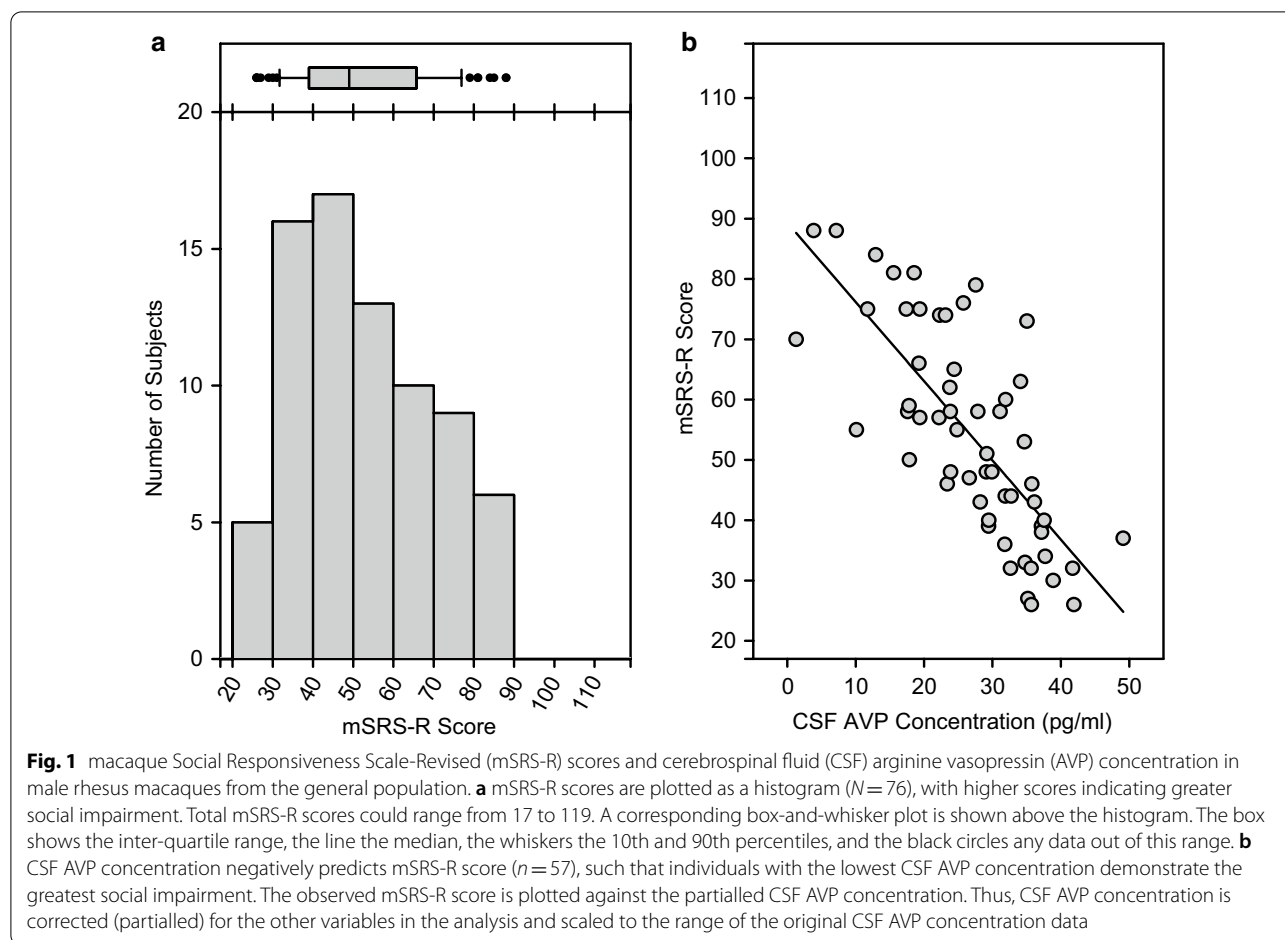 a
20
15
10
5
0
Number of Subjects
20 30 40 50 60 70 80 90 100 110
mSRS-R Score
b
110
100
90
80
70
60
50
40
30
20
mSRS-R Score
0 10 20 30 40 50
CSF AVP Concentration (pg/ml)
Fig. 1 macaque Social Responsiveness Scale-Revised (mSRS-R) scores and cerebrospinal fluid (CSF) arginine vasopressin (AVP) concentration in
male rhesus macaques from the general population. a mSRS-R scores are plotted as a histogram (N = 76), with higher scores indicating greater
social impairment. Total mSRS-R scores could range from 17 to 119. A corresponding box-and-whisker plot is shown above the histogram. The box
shows the inter-quartile range, the line the median, the whiskers the 10th and 90th percentiles, and the black circles any data out of this range. b
CSF AVP concentration negatively predicts mSRS-R score (n = 57), such that individuals with the lowest CSF AVP concentration demonstrate the
greatest social impairment. The observed mSRS-R score is plotted against the partialled CSF AVP concentration. Thus, CSF AVP concentration is
corrected (partialled) for the other variables in the analysis and scaled to the range of the original CSF AVP concentration data